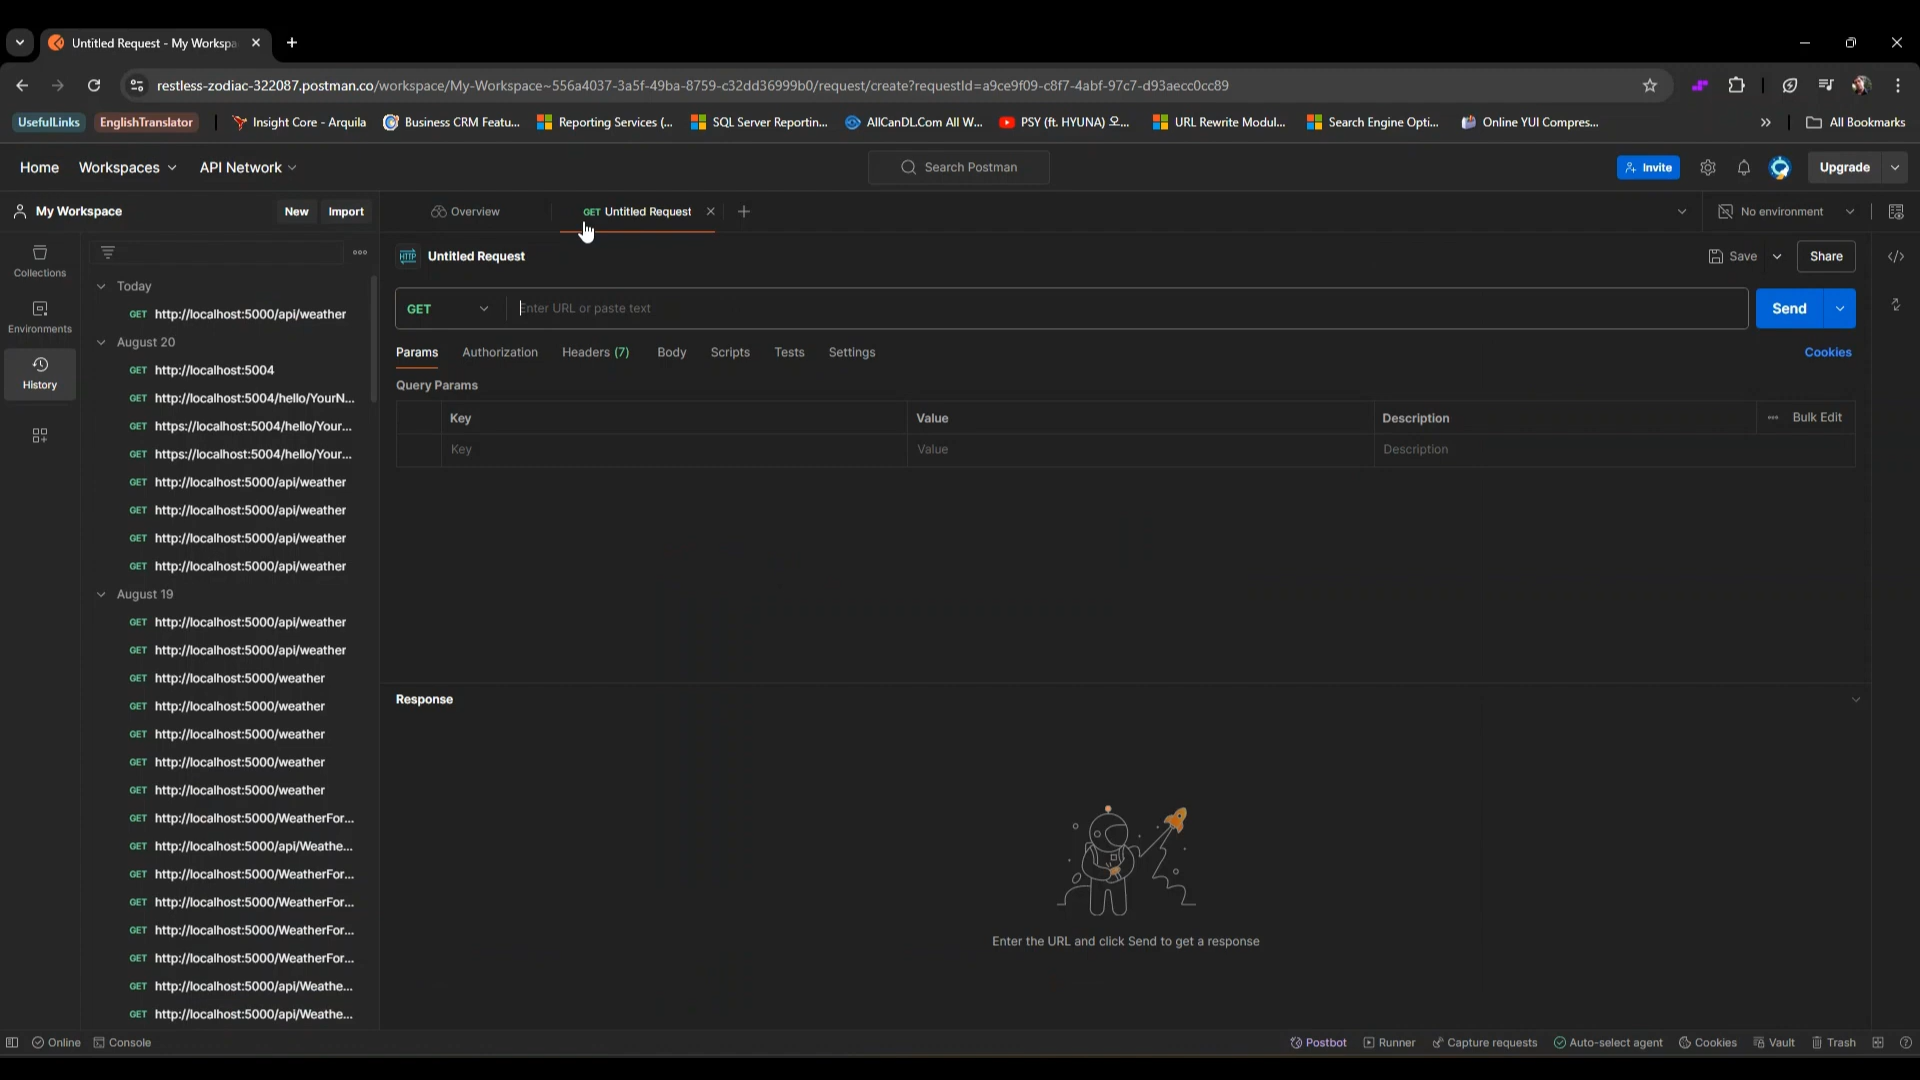 Untitled Request - My Workspa
restless-zodiac-322087.postman.co/workspace/My-Workspace~556a4037-3a5f-49ba-8759-c32dd36999b0/request/create?requestId=a9ce9f09-c8f7-4abf-97c7-d93aecc0cc89
UsefulLinks EnglishTranslator Insight Core - Arquila Business CRM Featu... Reporting Services (... SQL Server Reportin... AllCanDL.Com All W... PSY (ft. HYUNA) 오... URL Rewrite Modul... Search Engine Opti... Online YUI Compres... » All Bookmarks
Home Workspaces API Network Search Postman Invite Upgrade
My Workspace New Import Overview GET Untitled Request No environment
HTTP Untitled Request Save Share
Collections
Environments
History
Today
GET http://localhost:5000/api/weather
August 20
GET http://localhost:5004
GET http://localhost:5004/hello/YourN...
GET https://localhost:5004/hello/Your...
GET https://localhost:5004/hello/Your...
GET http://localhost:5000/api/weather
GET http://localhost:5000/api/weather
GET http://localhost:5000/api/weather
GET http://localhost:5000/api/weather
August 19
GET http://localhost:5000/api/weather
GET http://localhost:5000/api/weather
GET http://localhost:5000/weather
GET http://localhost:5000/weather
GET http://localhost:5000/weather
GET http://localhost:5000/weather
GET http://localhost:5000/weather
GET http://localhost:5000/WeatherFor...
GET http://localhost:5000/api/Weathe...
GET http://localhost:5000/WeatherFor...
GET http://localhost:5000/WeatherFor...
GET http://localhost:5000/WeatherFor...
GET http://localhost:5000/WeatherFor...
GET http://localhost:5000/api/Weathe...
GET http://localhost:5000/api/Weathe...
GET Enter URL or paste text Send
Params Authorization Headers (7) Body Scripts Tests Settings Cookies
Query Params
Key Value Description Bulk Edit
Key Value Description
Response
Enter the URL and click Send to get a response
Online Console Postbot Runner Capture requests Auto-select agent Cookies Vault Trash